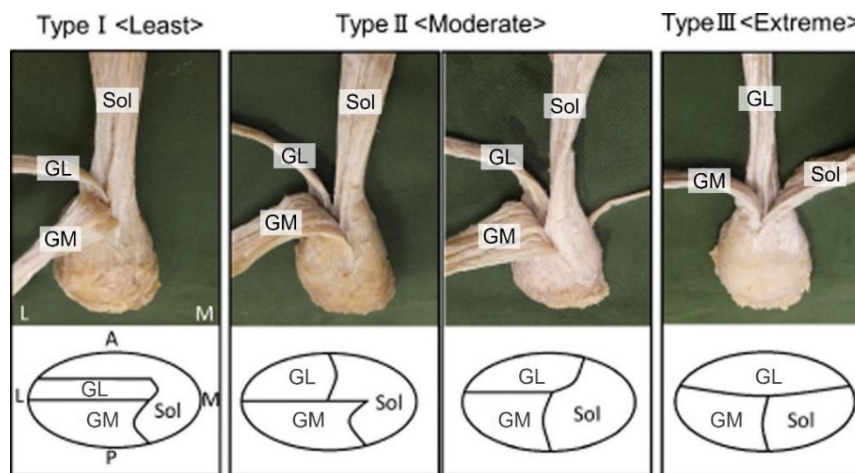 Type Ⅰ <Least>
Type Ⅱ <Moderate>
Type Ⅲ <Extreme>
Sol
GL
GM
L
M
Sol
GL
GM
Sol
GL
GM
GL
GM
Sol
A
L
GL
GM
Sol
M
P
GL
GM
Sol
GL
GM
Sol
GL
GM
Sol